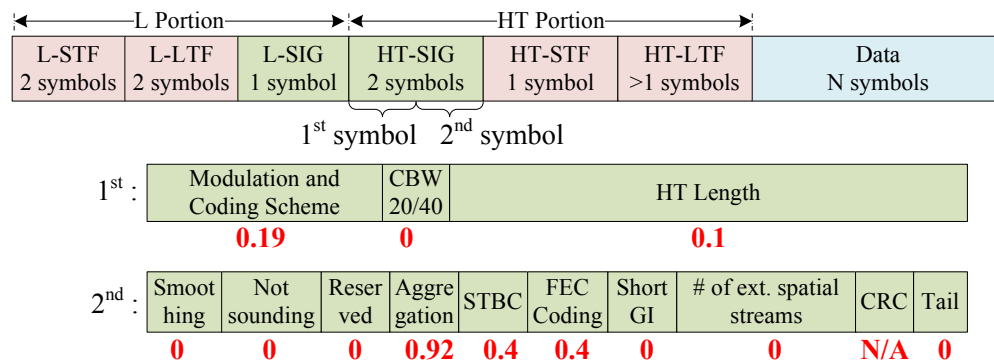 L Portion HT Portion
L-STF L-LTF L-SIG HT-SIG HT-STF HT-LTF Data
2 symbols 2 symbols 1 symbol 2 symbols 1 symbol >1 symbols N symbols
1st symbol 2nd symbol
1st : Modulation and Coding Scheme CBW 20/40 HT Length
0.19 0 0.1
2nd : Smoot hing Not sounding Reser ved Aggre gation STBC FEC Coding Short GI # of ext. spatial streams CRC Tail
0 0 0 0.92 0.4 0.4 0 0 N/A 0